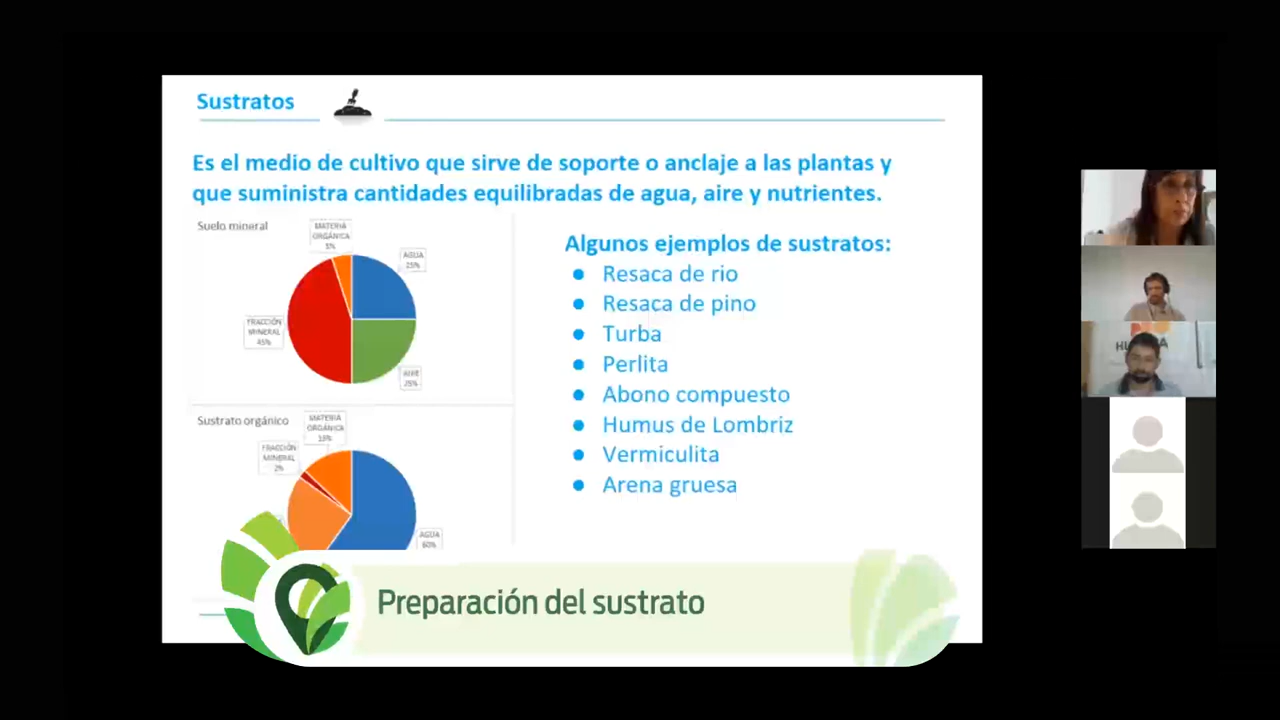 Sustratos
Es el medio de cultivo que sirve de soporte o anclaje a las plantas y
que suministra cantidades equilibradas de agua, aire y nutrientes.
Suelo mineral
MATERIA
ORGÁNICA
5%
AGUA
25%
FRACCIÓN
MINERAL
45%
AIRE
25%
Sustrato orgánico
MATERIA
ORGÁNICA
FRACCIÓN
MINERAL
2%
AGUA
60%
Algunos ejemplos de sustratos:
● Resaca de rio
● Resaca de pino
● Turba
● Perlita
● Abono compuesto
● Humus de Lombriz
● Vermiculita
● Arena gruesa
Preparación del sustrato